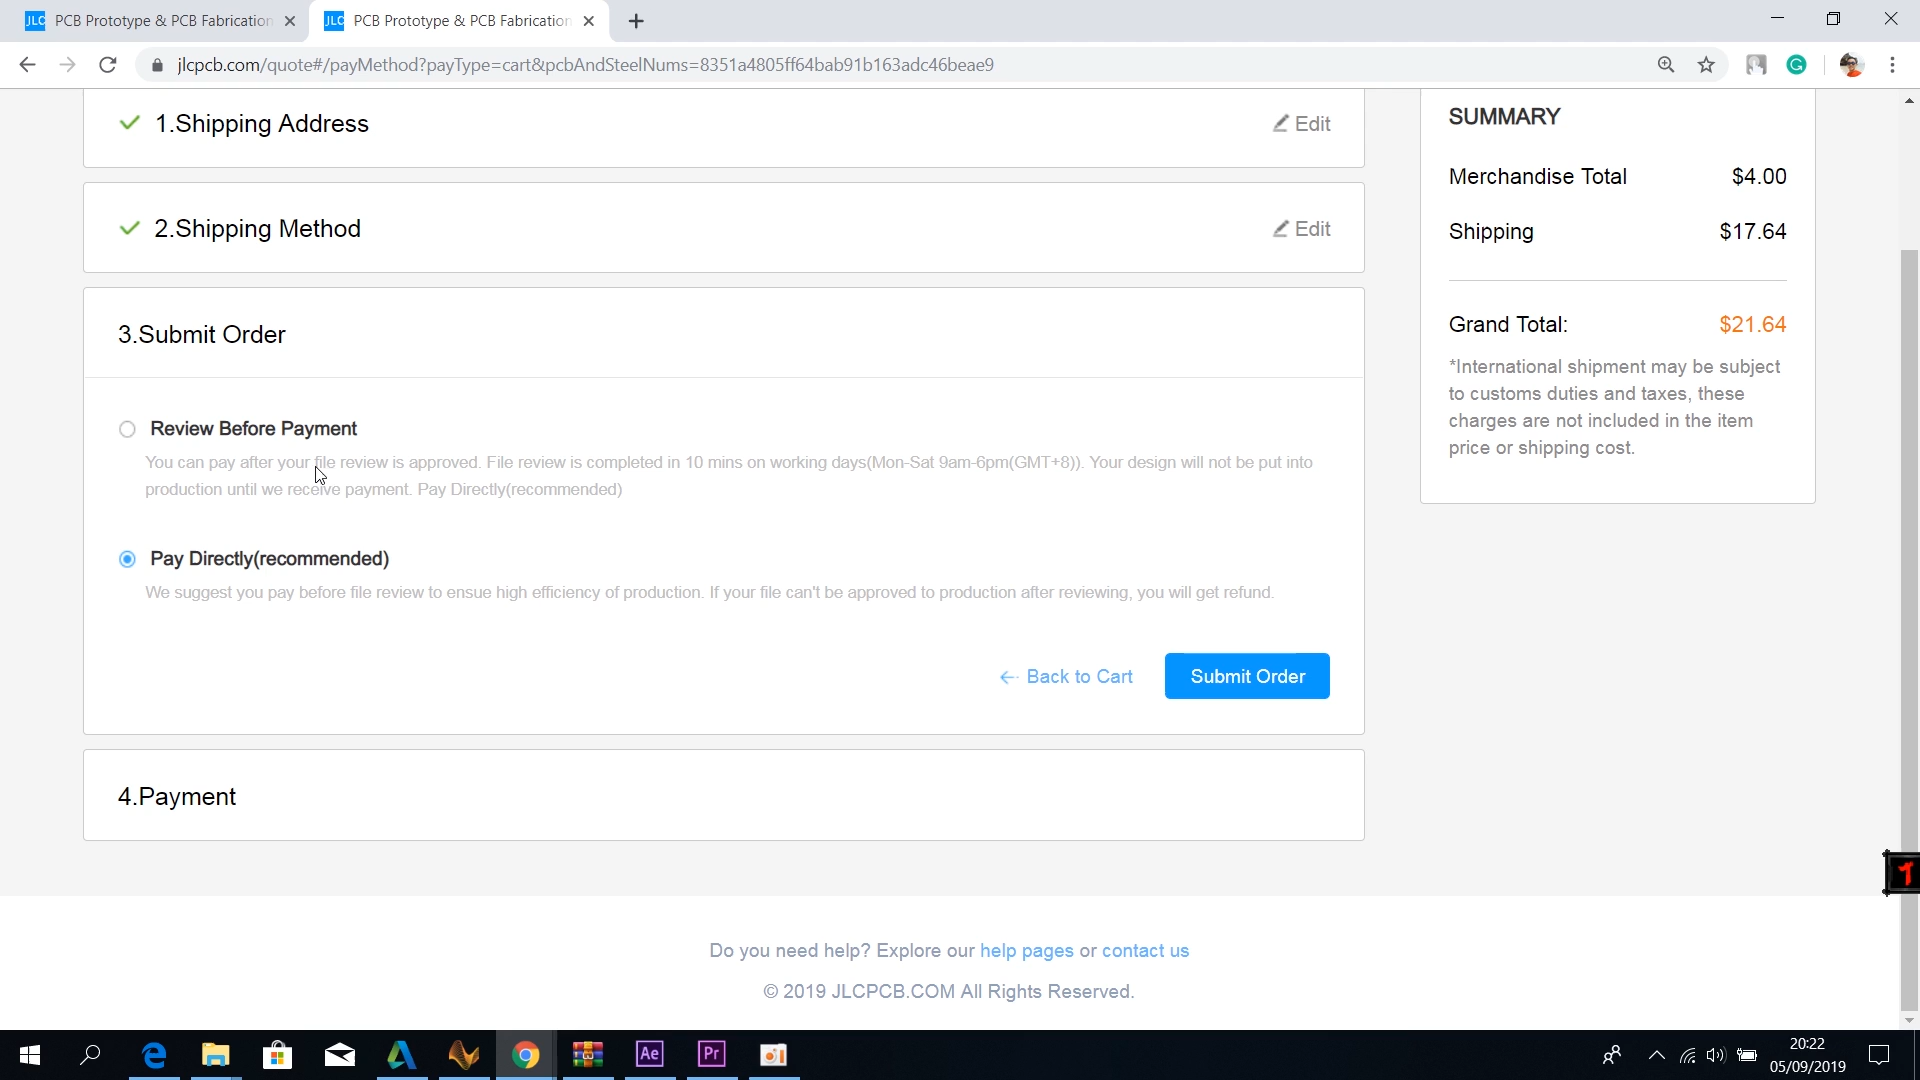 JLC PCB Prototype & PCB Fabrication
JLC PCB Prototype & PCB Fabrication
jlcpcb.com/quote#/payMethod?payType=cart&pcbAndSteelNums=8351a4805ff64bab91b163adc46beae9
1.Shipping Address
Edit
2.Shipping Method
Edit
3.Submit Order
Review Before Payment
You can pay after your file review is approved. File review is completed in 10 mins on working days(Mon-Sat 9am-6pm(GMT+8)). Your design will not be put into
production until we receive payment. Pay Directly(recommended)
Pay Directly(recommended)
We suggest you pay before file review to ensue high efficiency of production. If your file can't be approved to production after reviewing, you will get refund.
Back to Cart
Submit Order
4.Payment
SUMMARY
Merchandise Total $4.00
Shipping $17.64
Grand Total: $21.64
*International shipment may be subject
to customs duties and taxes, these
charges are not included in the item
price or shipping cost.
1
Do you need help? Explore our help pages or contact us
© 2019 JLCPCB.COM All Rights Reserved.
Ae
Pr
20:22
05/09/2019